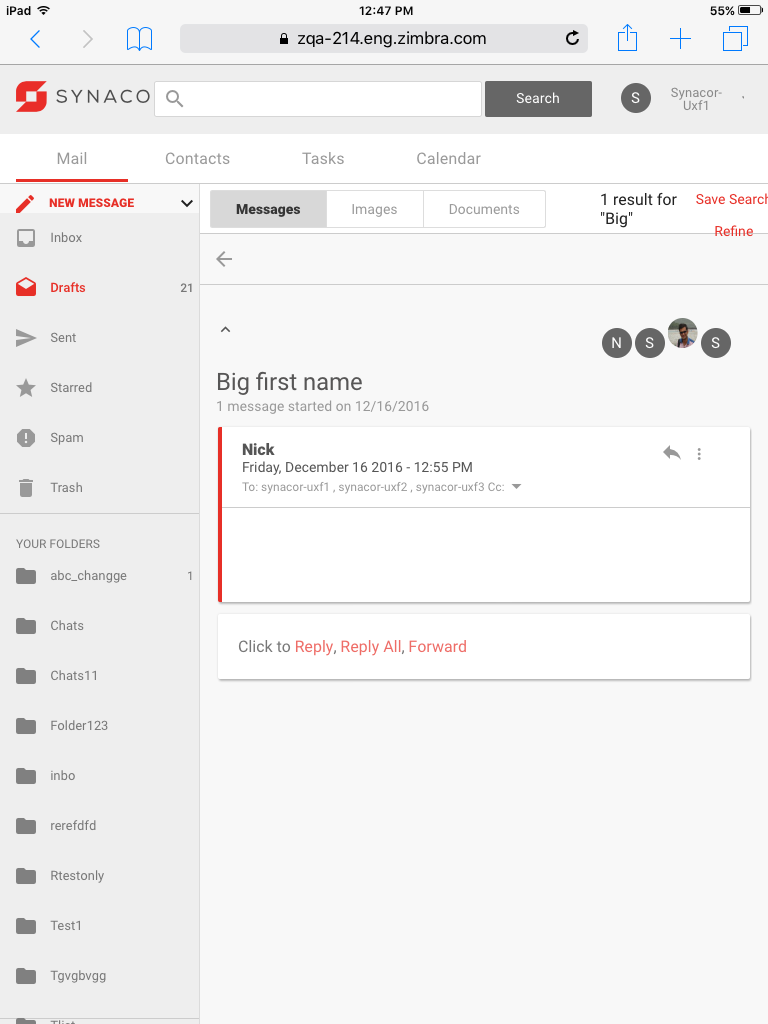 iPad 12:47 PM 55%
zqa-214.eng.zimbra.com
SYNACO Search S Synacor-
Uxf1
Mail Contacts Tasks Calendar
NEW MESSAGE
Inbox
Drafts 21
Sent
Starred
Spam
Trash
YOUR FOLDERS
abc_changge 1
Chats
Chats11
Folder123
inbo
rerefdfd
Rtestonly
Test1
Tgvgbvgg
Messages Images Documents
1 result for
"Big"
Save Search
Refine
N S S
Big first name
1 message started on 12/16/2016
Nick
Friday, December 16 2016 - 12:55 PM
To: synacor-uxf1 , synacor-uxf2 , synacor-uxf3 Cc:
Click to Reply, Reply All, Forward